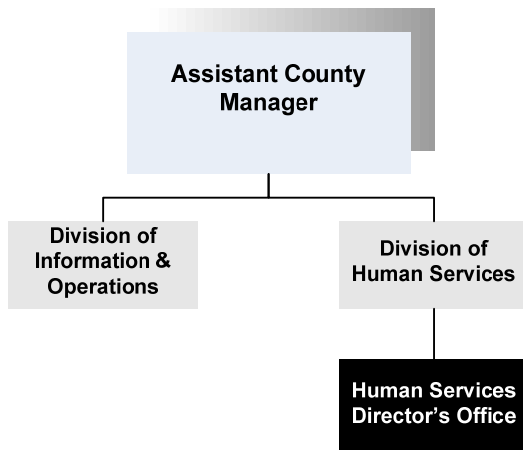 Assistant County
Manager
Division of
Information &
Operations
Division of
Human Services
Human Services
Director’s Office